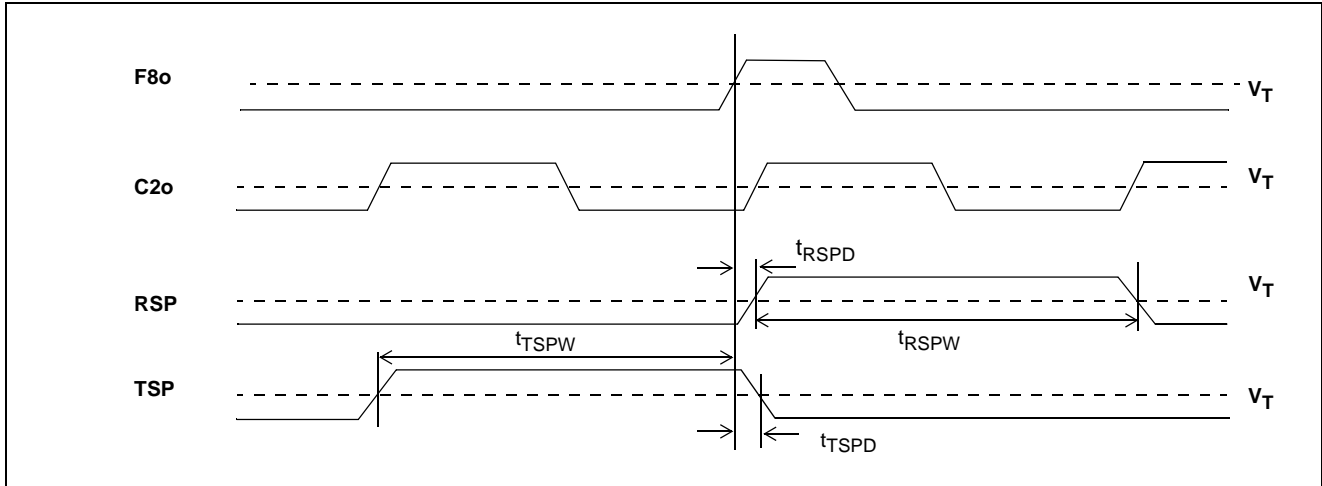 F8o
V_T
C2o
V_T
t_RSPD
RSP
V_T
t_TSPW
t_RSPW
TSP
V_T
t_TSPD